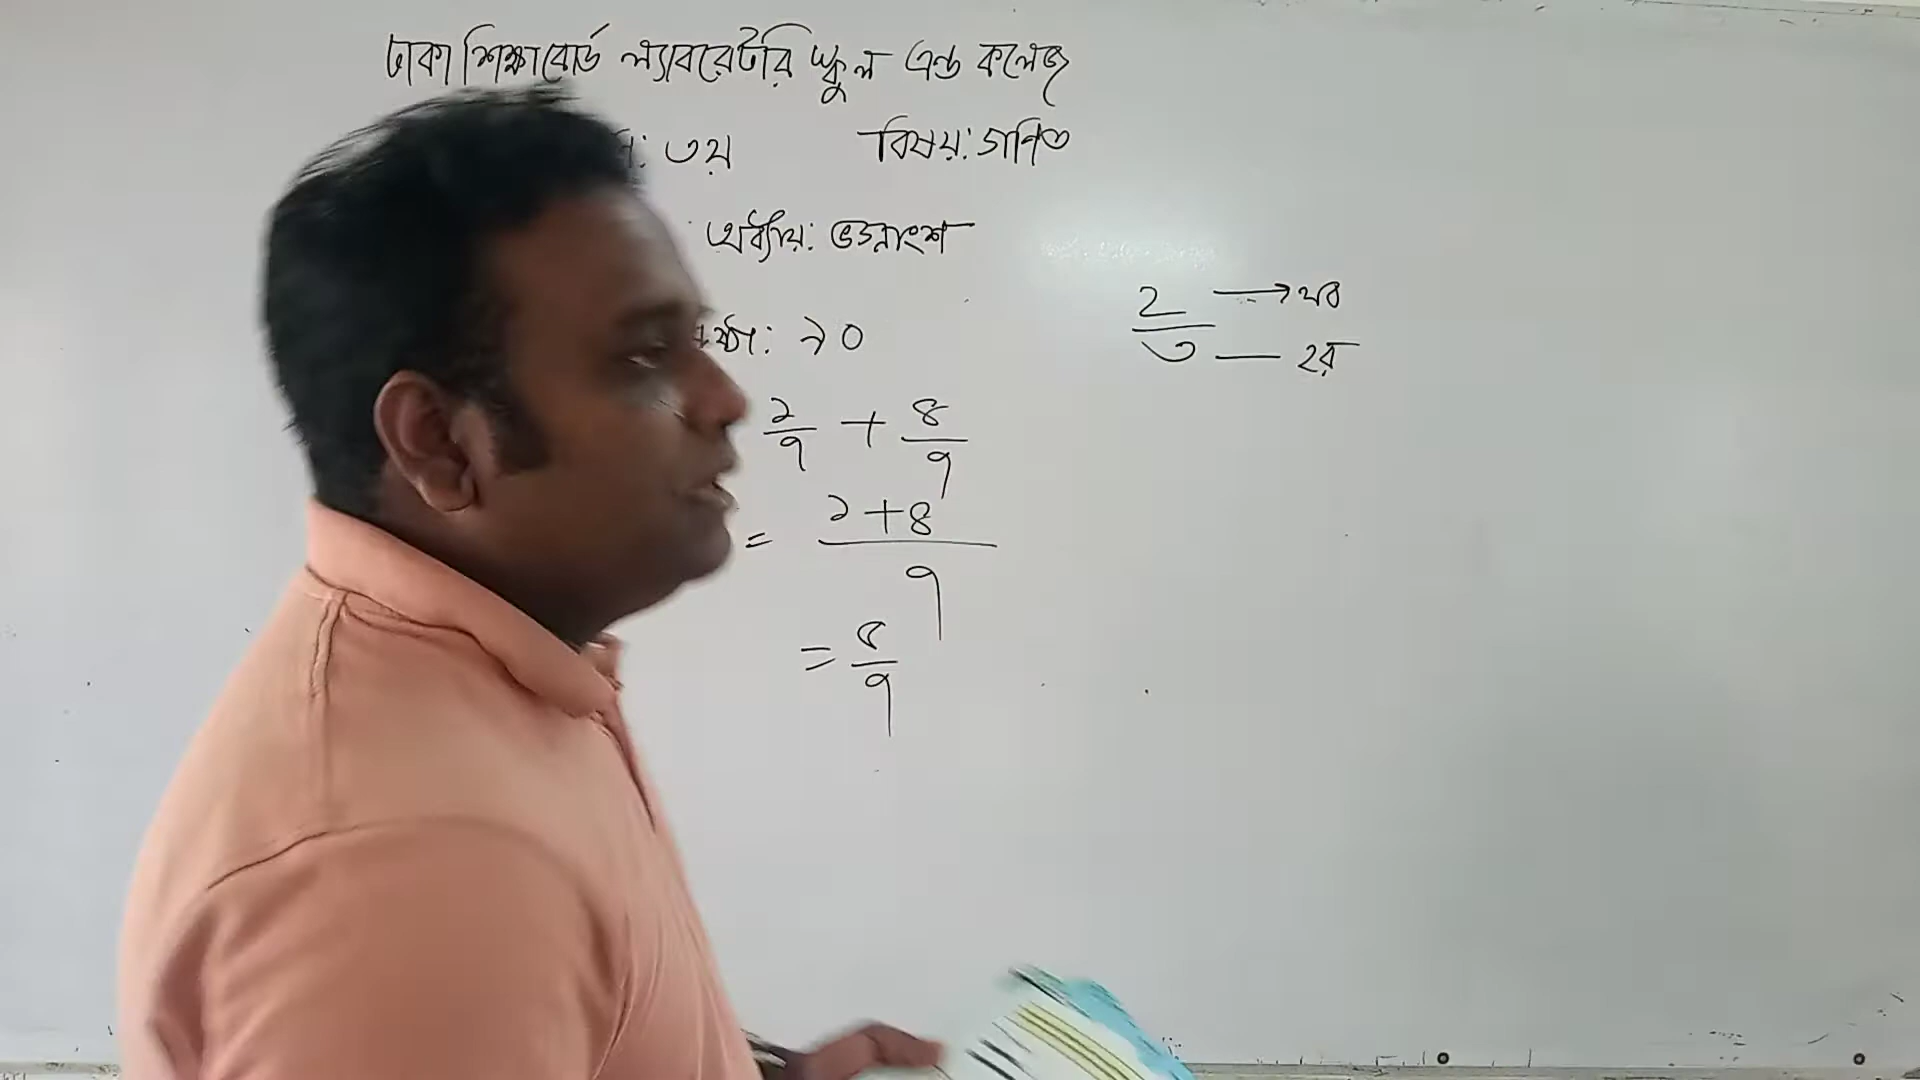 ঢাকা শিক্ষাবোর্ড ল্যাবরেটরি স্কুল এন্ড কলেজ
৩য় বিষয়: গণিত
অধ্যায়: ভগ্নাংশ
২/৩ → লব — হর
: ৯০
২/৭ + ৪/৭
= ২+৪/৭
= ৬/৭